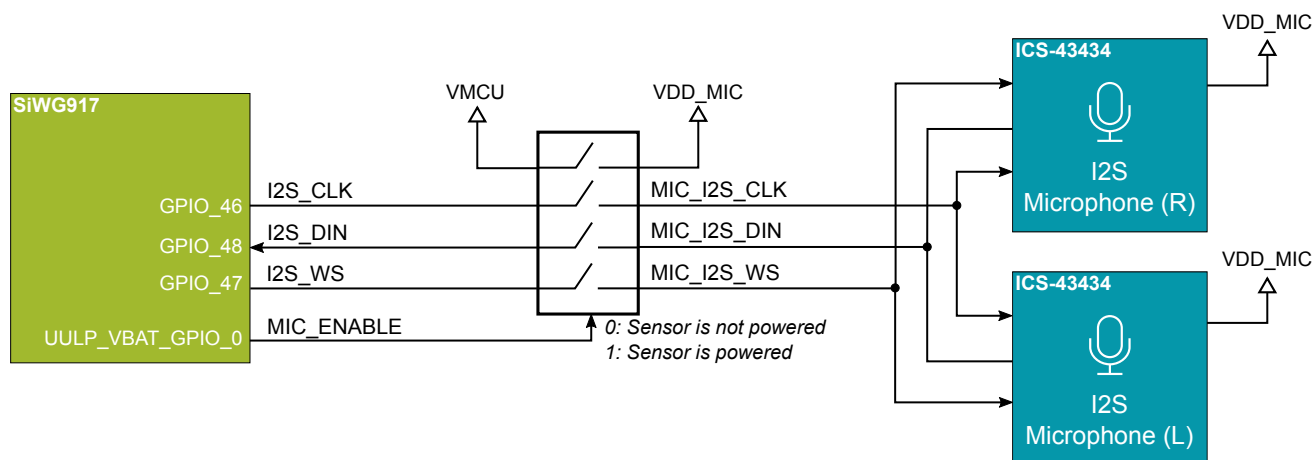 SiWG917
GPIO_46
GPIO_48
GPIO_47
UULP_VBAT_GPIO_0
I2S_CLK
I2S_DIN
I2S_WS
MIC_ENABLE
VMCU
VDD_MIC
MIC_I2S_CLK
MIC_I2S_DIN
MIC_I2S_WS
0: Sensor is not powered
1: Sensor is powered
ICS-43434
I2S
Microphone (R)
VDD_MIC
ICS-43434
I2S
Microphone (L)
VDD_MIC